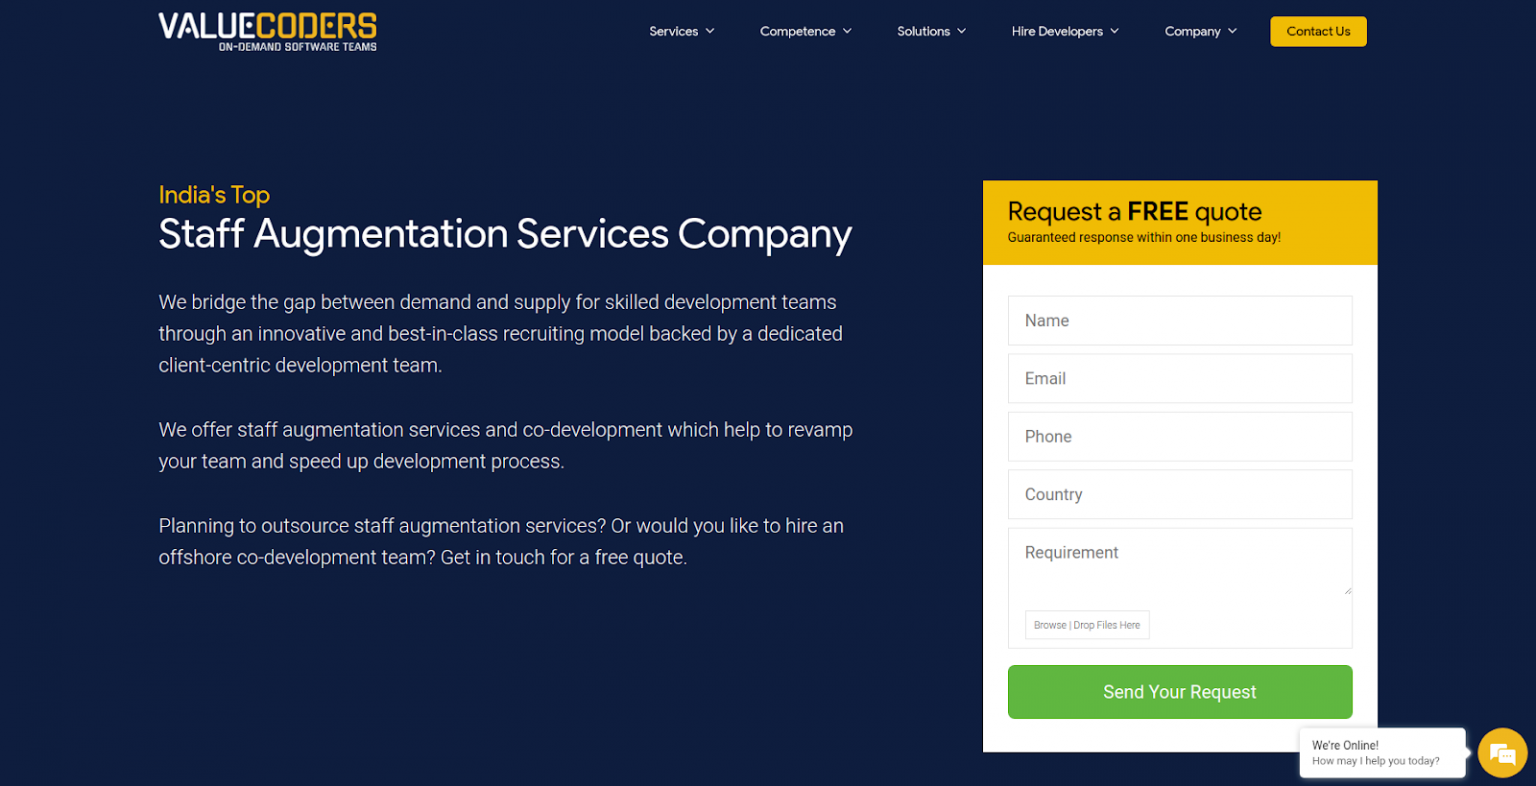 VALUECODERS
ON-DEMAND SOFTWARE TEAMS
Services
Competence
Solutions
Hire Developers
Company
Contact Us
India's Top
Staff Augmentation Services Company
We bridge the gap between demand and supply for skilled development teams
through an innovative and best-in-class recruiting model backed by a dedicated
client-centric development team.
We offer staff augmentation services and co-development which help to revamp
your team and speed up development process.
Planning to outsource staff augmentation services? Or would you like to hire an
offshore co-development team? Get in touch for a free quote.
Request a FREE quote
Guaranteed response within one business day!
Name
Email
Phone
Country
Requirement
Browse | Drop Files Here
Send Your Request
We're Online!
How may I help you today?